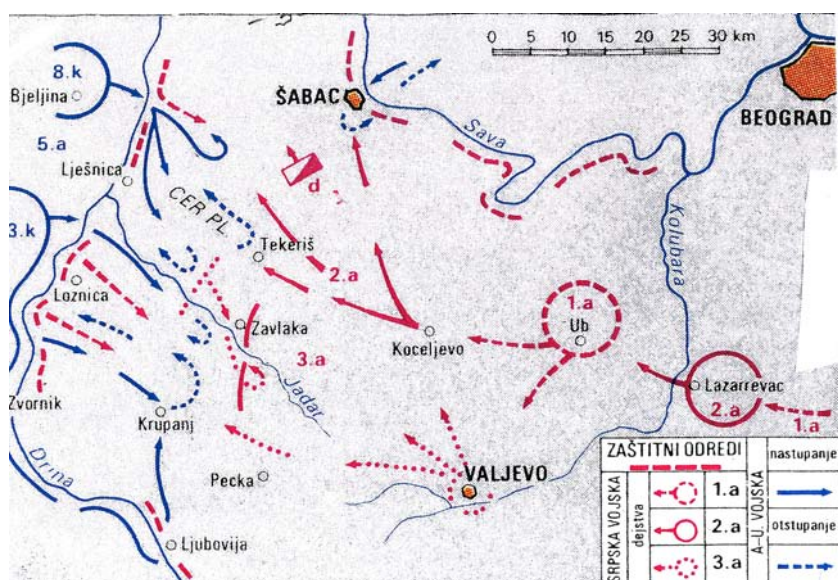 0 5 10 15 20 25 30 km
8.k
Bjeljina
ŠABAC
BEOGRAD
5.a
Sava
Lješnica
d
CER PL.
Kolubara
3.k
Tekeriš
2.a
Loznica
1.a
Ub
Zavlaka
Koceljevo
3.a
Jadar
Lazarrevac
2.a
Zvornik
Krupanj
1.a
Drina
Pecka
VALJEVO
Ljubovija
ZAŠTITNI ODREDI
SRPSKA VOJSKA
dejstva
1.a
2.a
3.a
A-U. VOJSKA
nastupanje
otstupanje